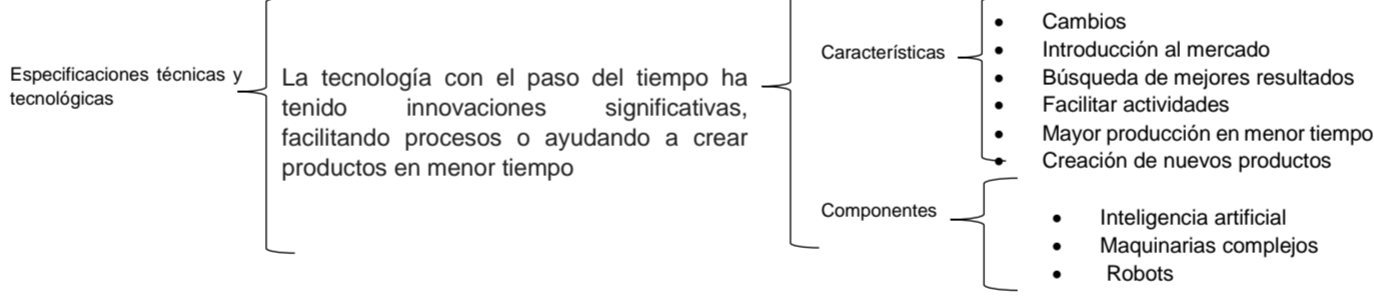 Especificaciones técnicas y
tecnológicas
La tecnología con el paso del tiempo ha
tenido innovaciones significativas,
facilitando procesos o ayudando a crear
productos en menor tiempo
Características
• Cambios
• Introducción al mercado
• Búsqueda de mejores resultados
• Facilitar actividades
• Mayor producción en menor tiempo
• Creación de nuevos productos
Componentes
• Inteligencia artificial
• Maquinarias complejos
• Robots